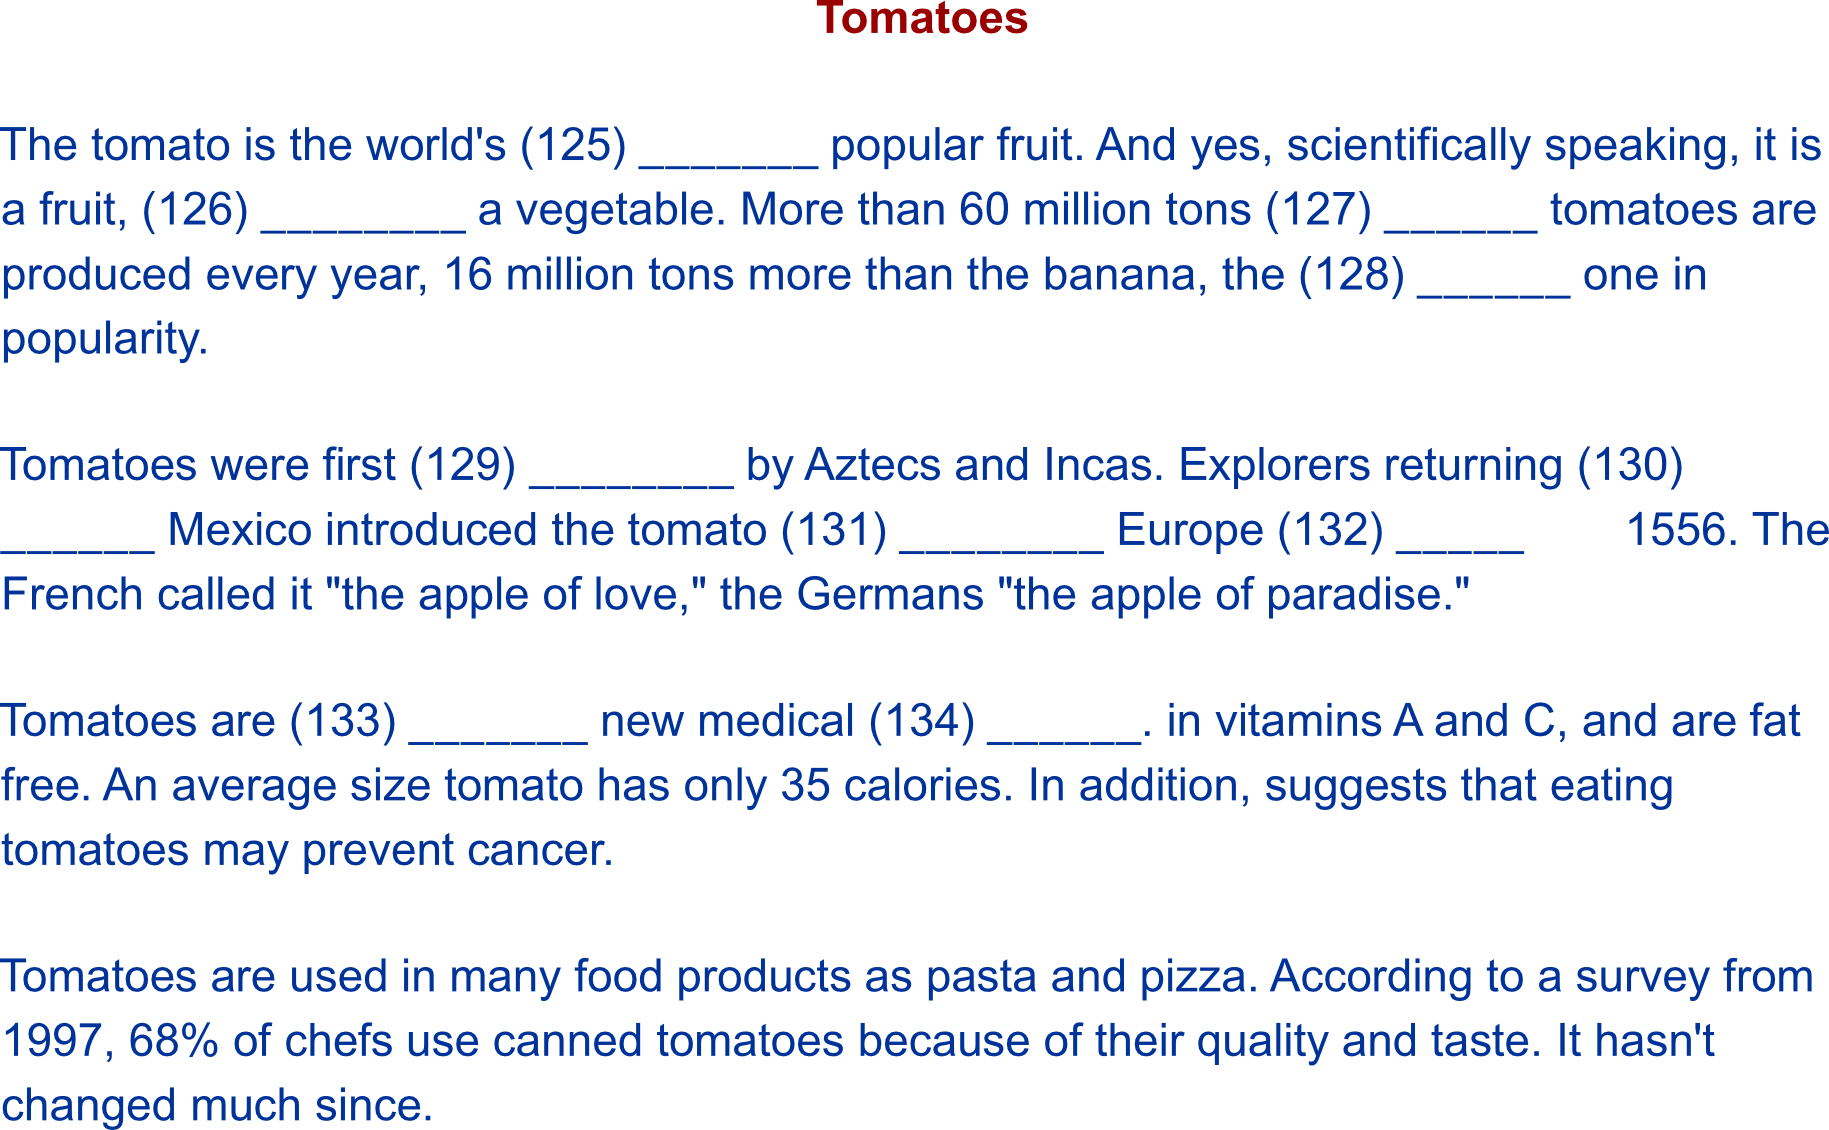 Tomatoes
The tomato is the world's (125) _______ popular fruit. And yes, scientifically speaking, it is
a fruit, (126) ________ a vegetable. More than 60 million tons (127) ______ tomatoes are
produced every year, 16 million tons more than the banana, the (128) ______ one in
popularity.
Tomatoes were first (129) ________ by Aztecs and Incas. Explorers returning (130)
______ Mexico introduced the tomato (131) ________ Europe (132) _____ 1556. The
French called it "the apple of love," the Germans "the apple of paradise."
Tomatoes are (133) _______ new medical (134) ______. in vitamins A and C, and are fat
free. An average size tomato has only 35 calories. In addition, suggests that eating
tomatoes may prevent cancer.
Tomatoes are used in many food products as pasta and pizza. According to a survey from
1997, 68% of chefs use canned tomatoes because of their quality and taste. It hasn't
changed much since.